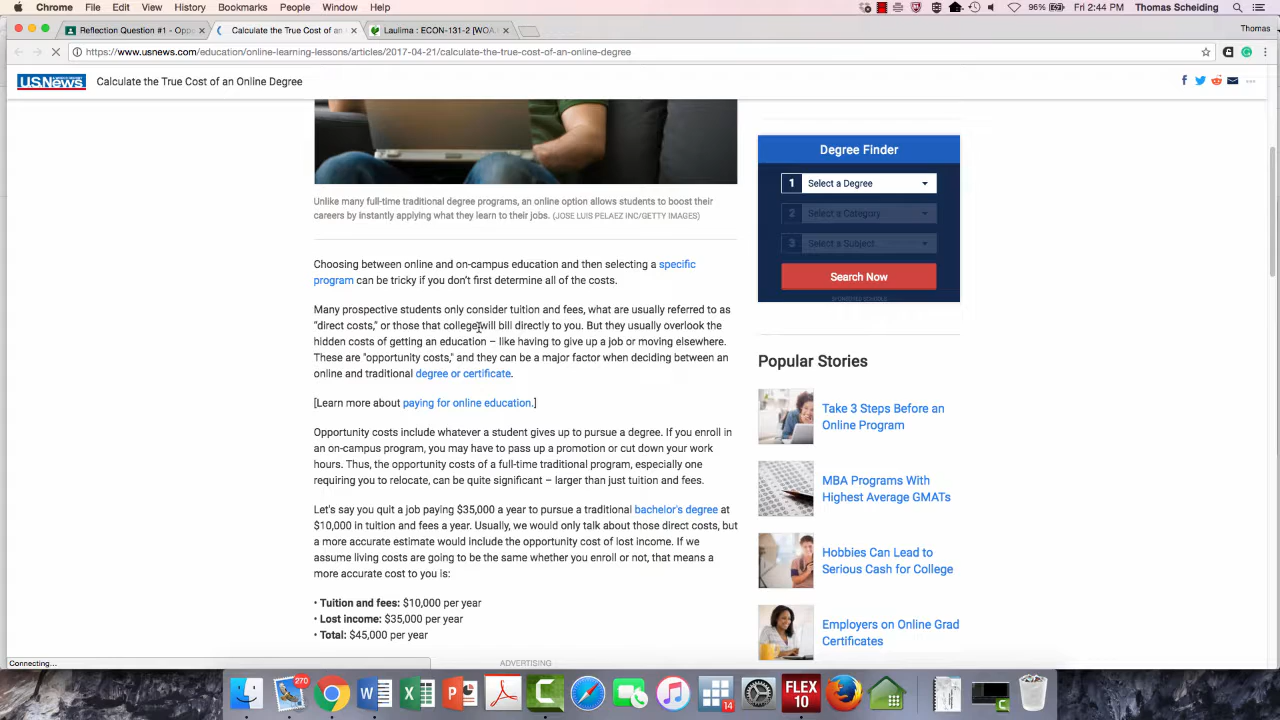 Chrome File Edit View History Bookmarks People Window Help 96% Fri 2:44 PM Thomas Scheiding
Reflection Question #1 - Oppo Calculate the True Cost of an On Laulima : ECON-131-2 [WOA. Thomas
https://www.usnews.com/education/online-learning-lessons/articles/2017-04-21/calculate-the-true-cost-of-an-online-degree
USNews Calculate the True Cost of an Online Degree
Unlike many full-time traditional degree programs, an online option allows students to boost their
careers by instantly applying what they learn to their jobs. (JOSE LUIS PELAEZ INC/GETTY IMAGES)
Choosing between online and on-campus education and then selecting a specific
program can be tricky if you don't first determine all of the costs.
Many prospective students only consider tuition and fees, what are usually referred to as
"direct costs," or those that college will bill directly to you. But they usually overlook the
hidden costs of getting an education – like having to give up a job or moving elsewhere.
These are "opportunity costs," and they can be a major factor when deciding between an
online and traditional degree or certificate.
[Learn more about paying for online education.]
Opportunity costs include whatever a student gives up to pursue a degree. If you enroll in
an on-campus program, you may have to pass up a promotion or cut down your work
hours. Thus, the opportunity costs of a full-time traditional program, especially one
requiring you to relocate, can be quite significant – larger than just tuition and fees.
Let's say you quit a job paying $35,000 a year to pursue a traditional bachelor's degree at
$10,000 in tuition and fees a year. Usually, we would only talk about those direct costs, but
a more accurate estimate would include the opportunity cost of lost income. If we
assume living costs are going to be the same whether you enroll or not, that means a
more accurate cost to you is:
• Tuition and fees: $10,000 per year
• Lost income: $35,000 per year
• Total: $45,000 per year
ADVERTISING
Degree Finder
1 Select a Degree
2 Select a Category
3 Select a Subject...
Search Now
SPONSORED SCHOOLS
Popular Stories
Take 3 Steps Before an
Online Program
MBA Programs With
Highest Average GMATs
Hobbies Can Lead to
Serious Cash for College
Employers on Online Grad
Certificates
Connecting...
270
14
FLEX
10